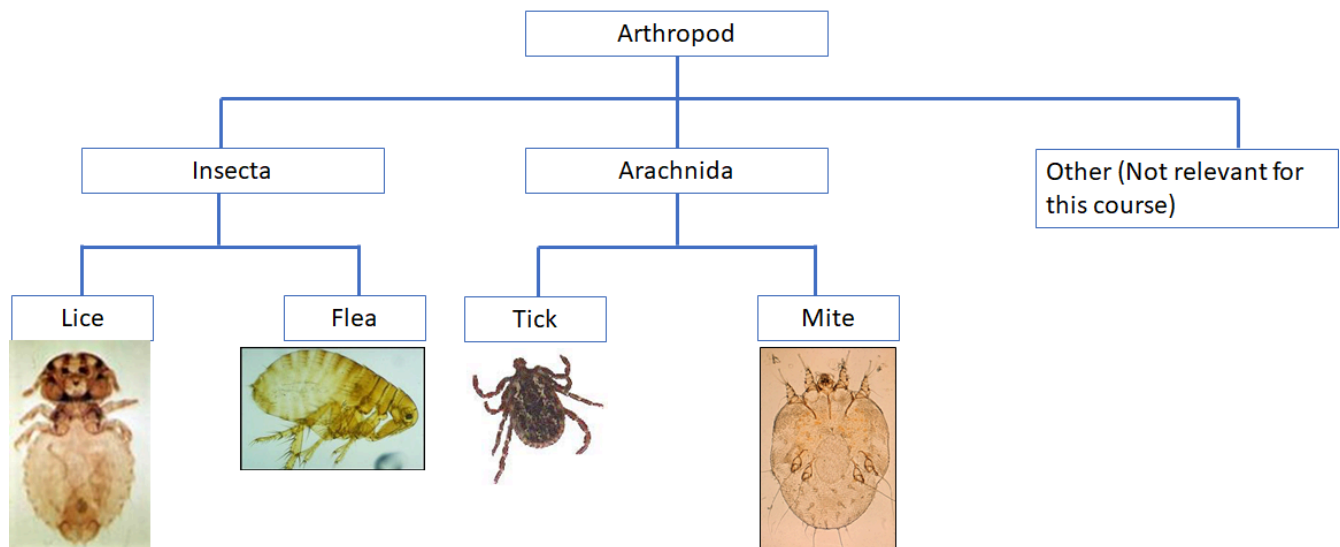 Arthropod
Insecta
Arachnida
Other (Not relevant for
this course)
Lice
Flea
Tick
Mite